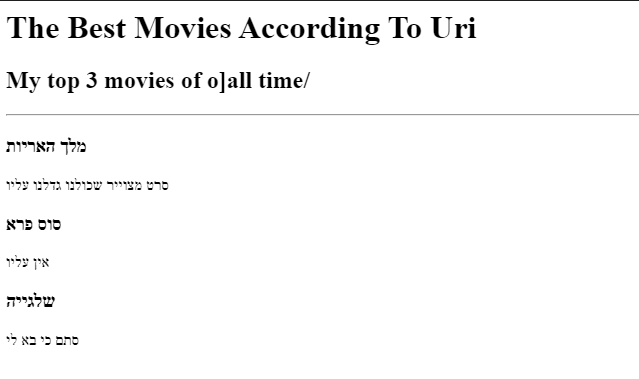 The Best Movies According To Uri
My top 3 movies of o]all time/
מלך האריות
סרט מצוייר שכולנו גדלנו עליו
סוס פרא
אין עליו
שלגייה
סתם כי בא לי